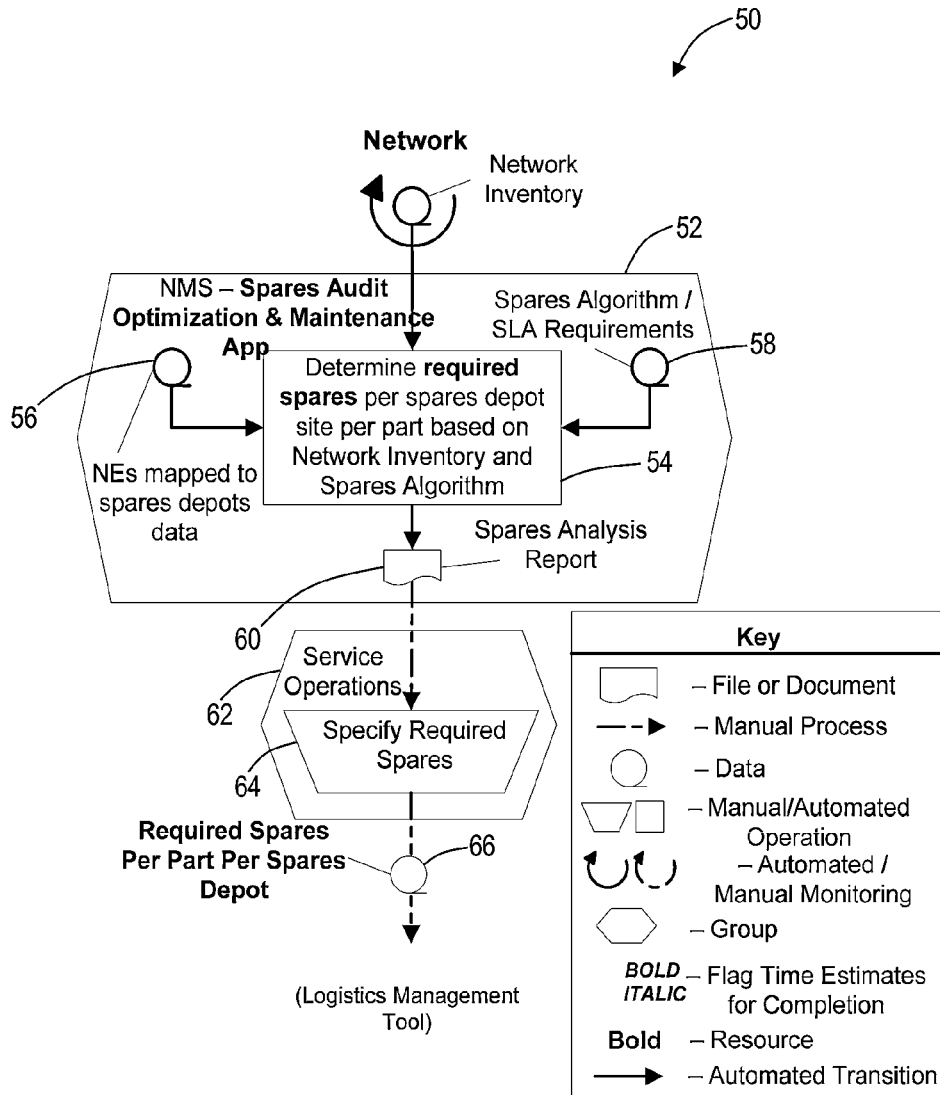 50
Network
Network
Inventory
52
NMS – Spares Audit
Optimization & Maintenance
App
Spares Algorithm /
SLA Requirements
58
56
Determine required
spares per spares depot
site per part based on
Network Inventory and
Spares Algorithm
54
NEs mapped to
spares depots
data
Spares Analysis
Report
60
Service
Operations
62
Specify Required
Spares
64
Required Spares
Per Part Per Spares
Depot
66
(Logistics Management
Tool)
Key
– File or Document
– Manual Process
– Data
– Manual/Automated
Operation
– Automated /
Manual Monitoring
– Group
BOLD
ITALIC
– Flag Time Estimates
for Completion
Bold – Resource
– Automated Transition